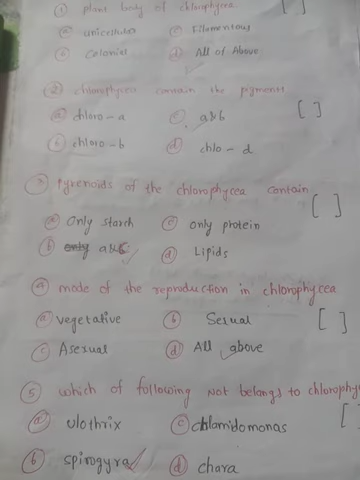 ① plant body of chlorophycea [ ]
ⓐ unicellular ⓒ Filamentous
ⓑ Colonial ⓓ All of Above
② chlorophycea contain the pigments
ⓐ chloro - a ⓒ a&b [ ]
ⓑ chloro - b ⓓ chlo - d
③ Pyrenoids of the chlorophycea contain [ ]
ⓐ Only starch ⓒ only protein
ⓑ a&c ⓓ Lipids
④ mode of the reproduction in chlorophycea
ⓐ vegetative ⓑ Sexual [ ]
ⓒ Asexual ⓓ All above
⑤ which of following not belongs to chlorophy
ⓐ ulothrix ⓒ chlamidomonas [
ⓑ spirogyra ⓓ chara